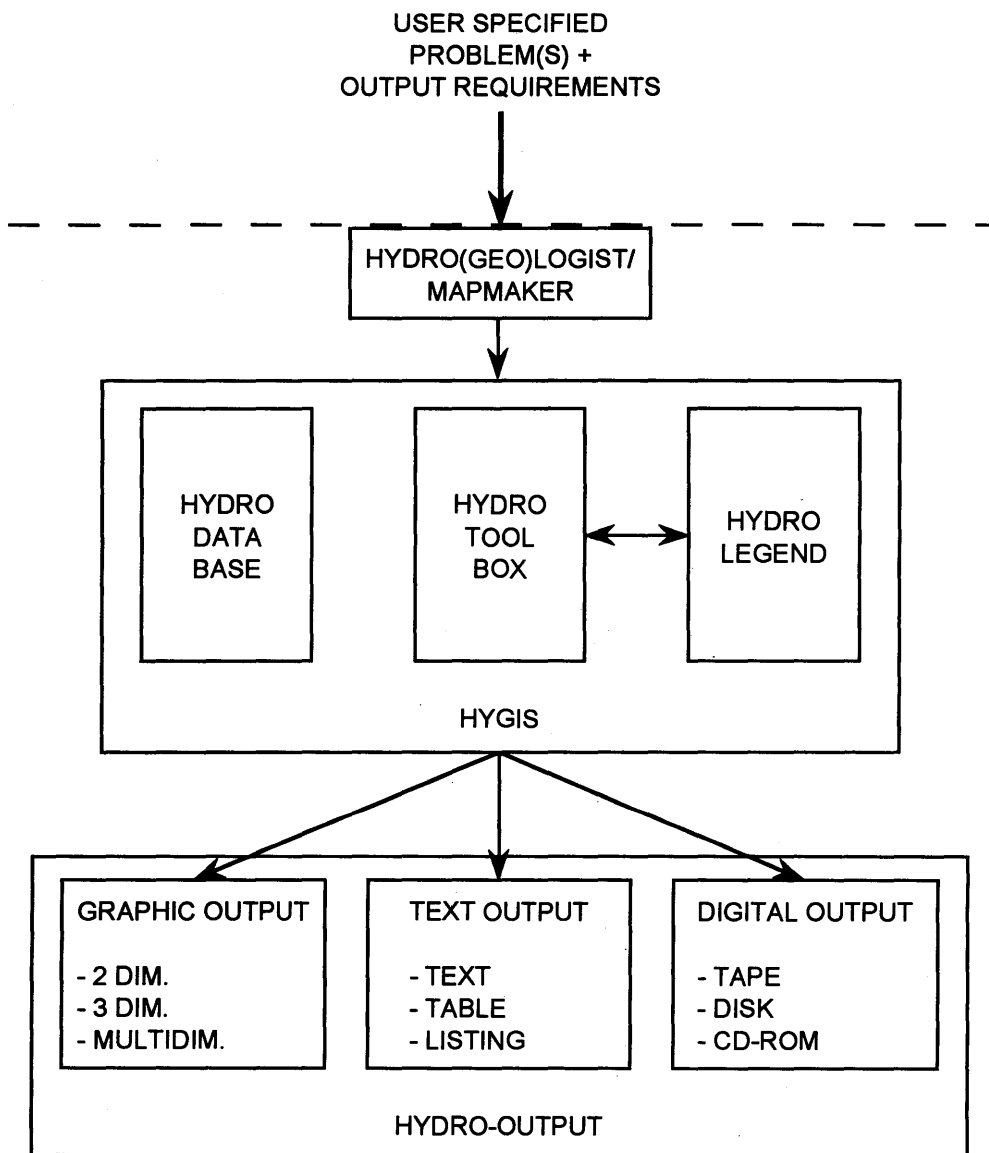 USER SPECIFIED
PROBLEM(S) +
OUTPUT REQUIREMENTS
HYDRO(GEO)LOGIST/
MAPMAKER
HYDRO
DATA
BASE
HYDRO
TOOL
BOX
HYDRO
LEGEND
HYGIS
GRAPHIC OUTPUT
- 2 DIM.
- 3 DIM.
- MULTIDIM.
TEXT OUTPUT
- TEXT
- TABLE
- LISTING
DIGITAL OUTPUT
- TAPE
- DISK
- CD-ROM
HYDRO-OUTPUT